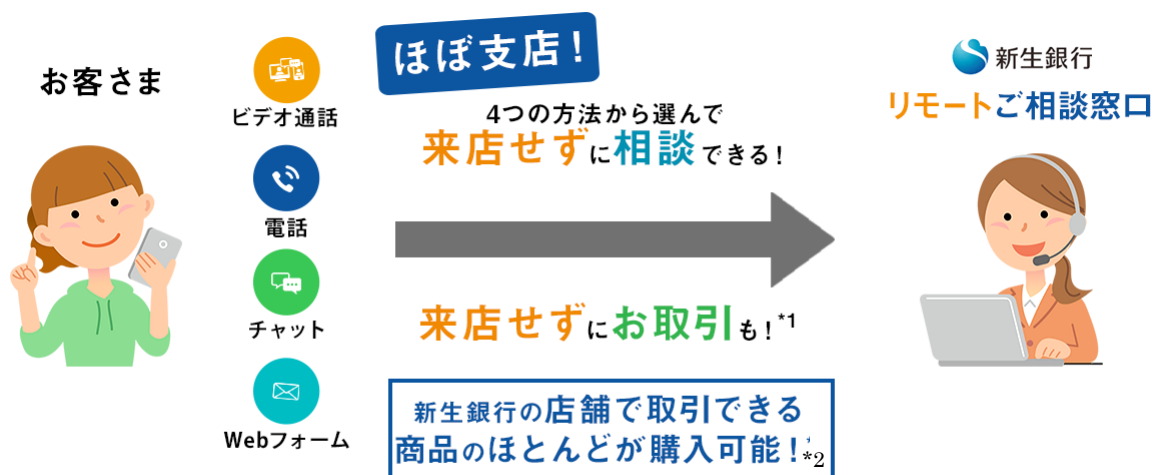 お客さま
ビデオ通話
電話
チャット
Webフォーム
ほぼ支店！
4つの方法から選んで
来店せずに相談できる！
来店せずにお取引も！*1
新生銀行の店舗で取引できる
商品のほとんどが購入可能！*2
新生銀行
リモートご相談窓口